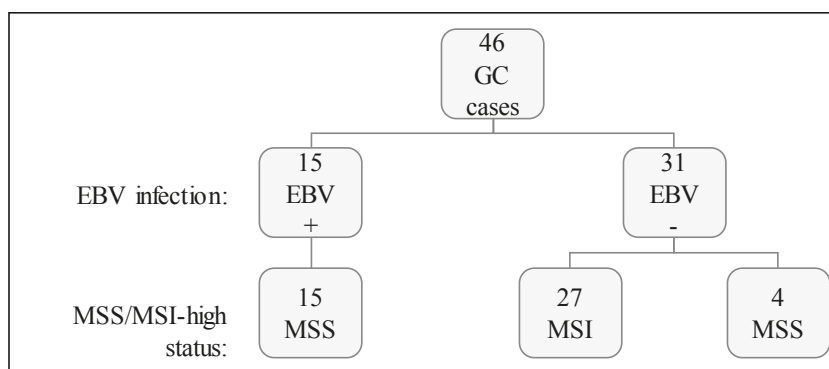 46
GC
cases
EBV infection:
15
EBV
+
31
EBV
-
MSS/MSI-high
status:
15
MSS
27
MSI
4
MSS